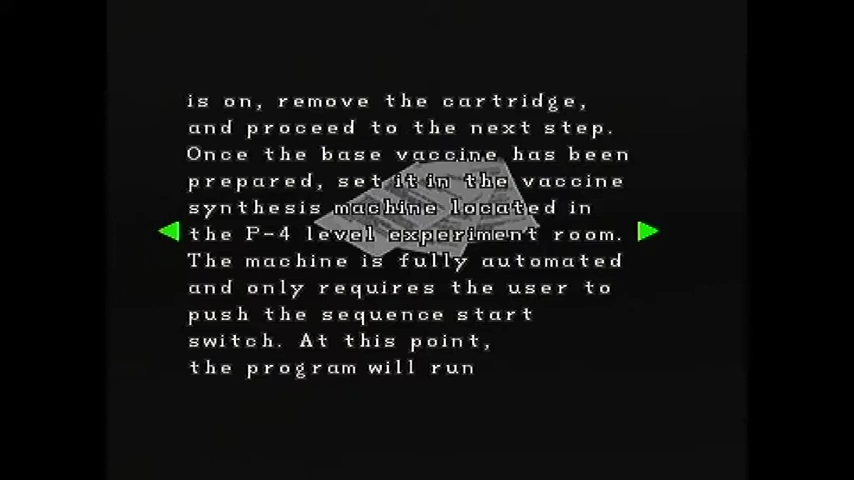 is on, remove the cartridge,
and proceed to the next step.
Once the base vaccine has been
prepared, set it in the vaccine
synthesis machine located in
the P-4 level experiment room.
The machine is fully automated
and only requires the user to
push the sequence start
switch. At this point,
the program will run